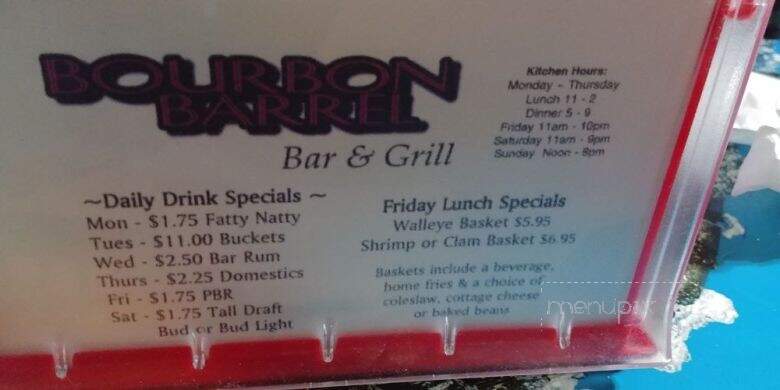 BOURBON
BARREL
Bar & Grill
Kitchen Hours:
Monday - Thursday
Lunch 11 - 2
Dinner 5 - 9
Friday 11am - 10pm
Saturday 11am - 9pm
Sunday Noon - 8pm
~Daily Drink Specials ~
Mon - $1.75 Fatty Natty
Tues - $11.00 Buckets
Wed - $2.50 Bar Rum
Thurs - $2.25 Domestics
Fri - $1.75 PBR
Sat - $1.75 Tall Draft
Bud or Bud Light
Friday Lunch Specials
Walleye Basket $5.95
Shrimp or Clam Basket $6.95
Baskets include a beverage,
home fries & a choice of
coleslaw, cottage cheese
or baked beans
menupix